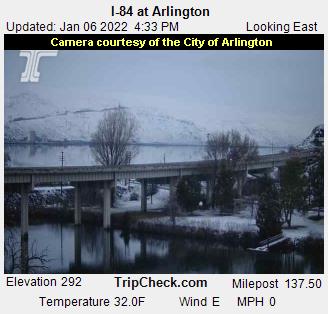 I-84 at Arlington
Updated: Jan 06 2022 4:33 PM Looking East
Camera courtesy of the City of Arlington
Elevation 292 TripCheck.com Milepost 137.50
Temperature 32.0F Wind E MPH 0